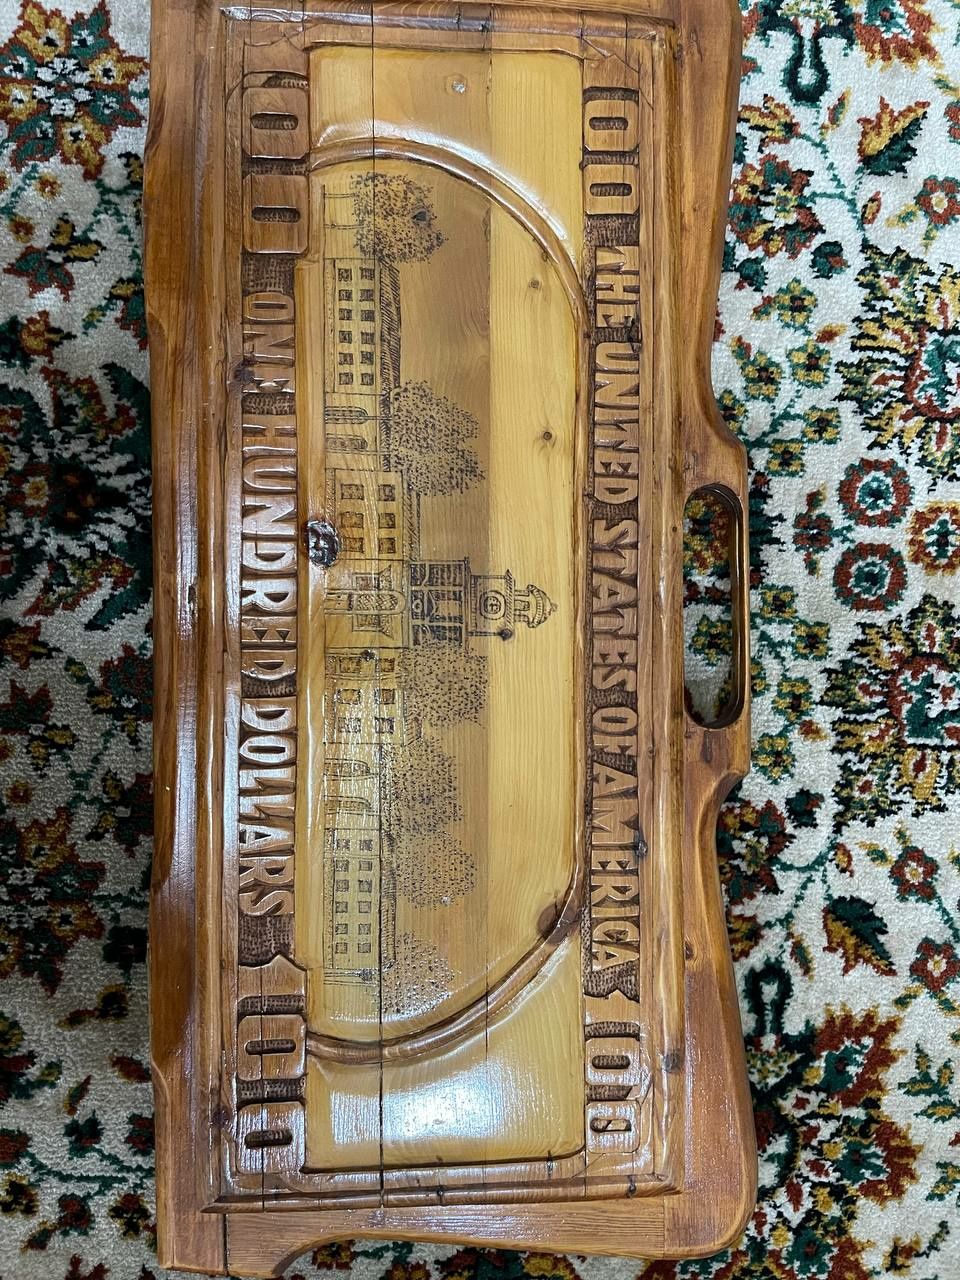 100 THE UNITED STATES OF AMERICA 100
100 ONE HUNDRED DOLLARS 100